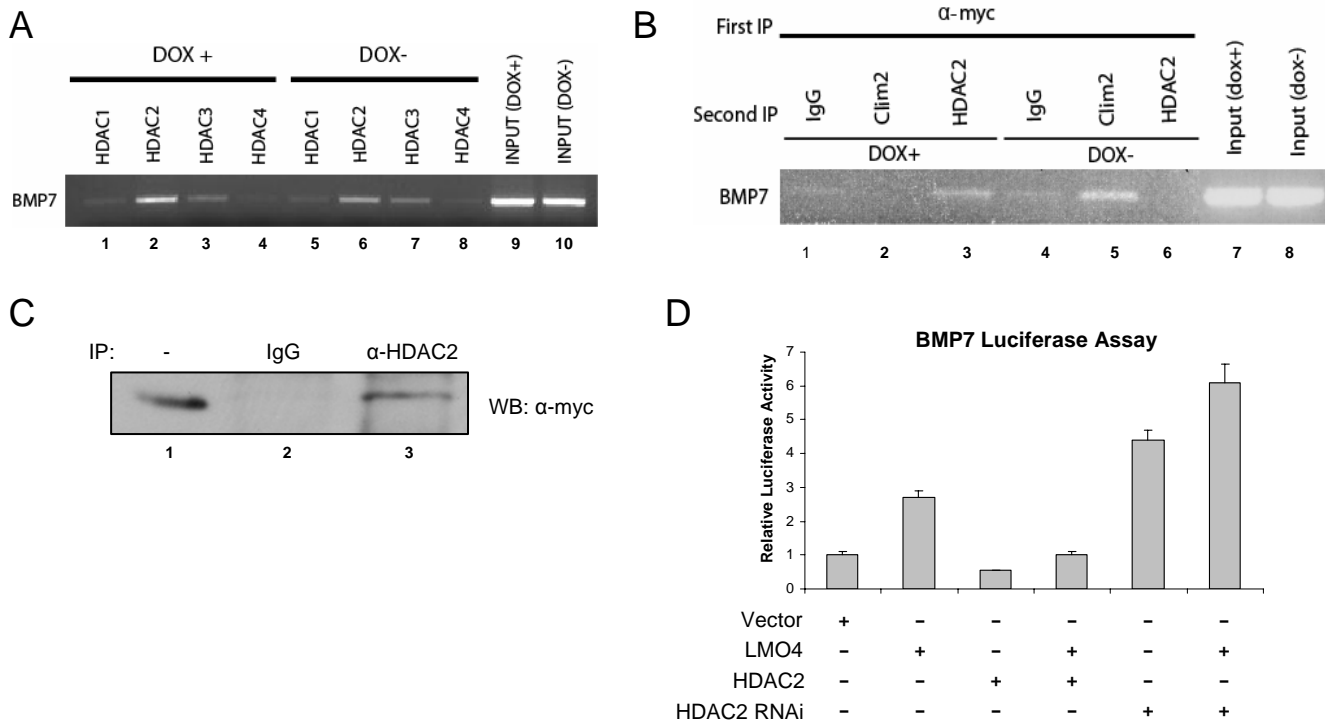 A
DOX + DOX-
HDAC1 HDAC2 HDAC3 HDAC4 HDAC1 HDAC2 HDAC3 HDAC4 INPUT (DOX+) INPUT (DOX-)
BMP7
1 2 3 4 5 6 7 8 9 10
B
First IP α-myc
Second IP IgG Clim2 HDAC2 IgG Clim2 HDAC2 Input (dox+) Input (dox-)
DOX+ DOX-
BMP7
1 2 3 4 5 6 7 8
C
IP: - IgG α-HDAC2
WB: α-myc
1 2 3
D
BMP7 Luciferase Assay
Relative Luciferase Activity
7
6
5
4
3
2
1
0
Vector + − − − − −
LMO4 − + − + − +
HDAC2 − − + + − −
HDAC2 RNAi − − − − + +